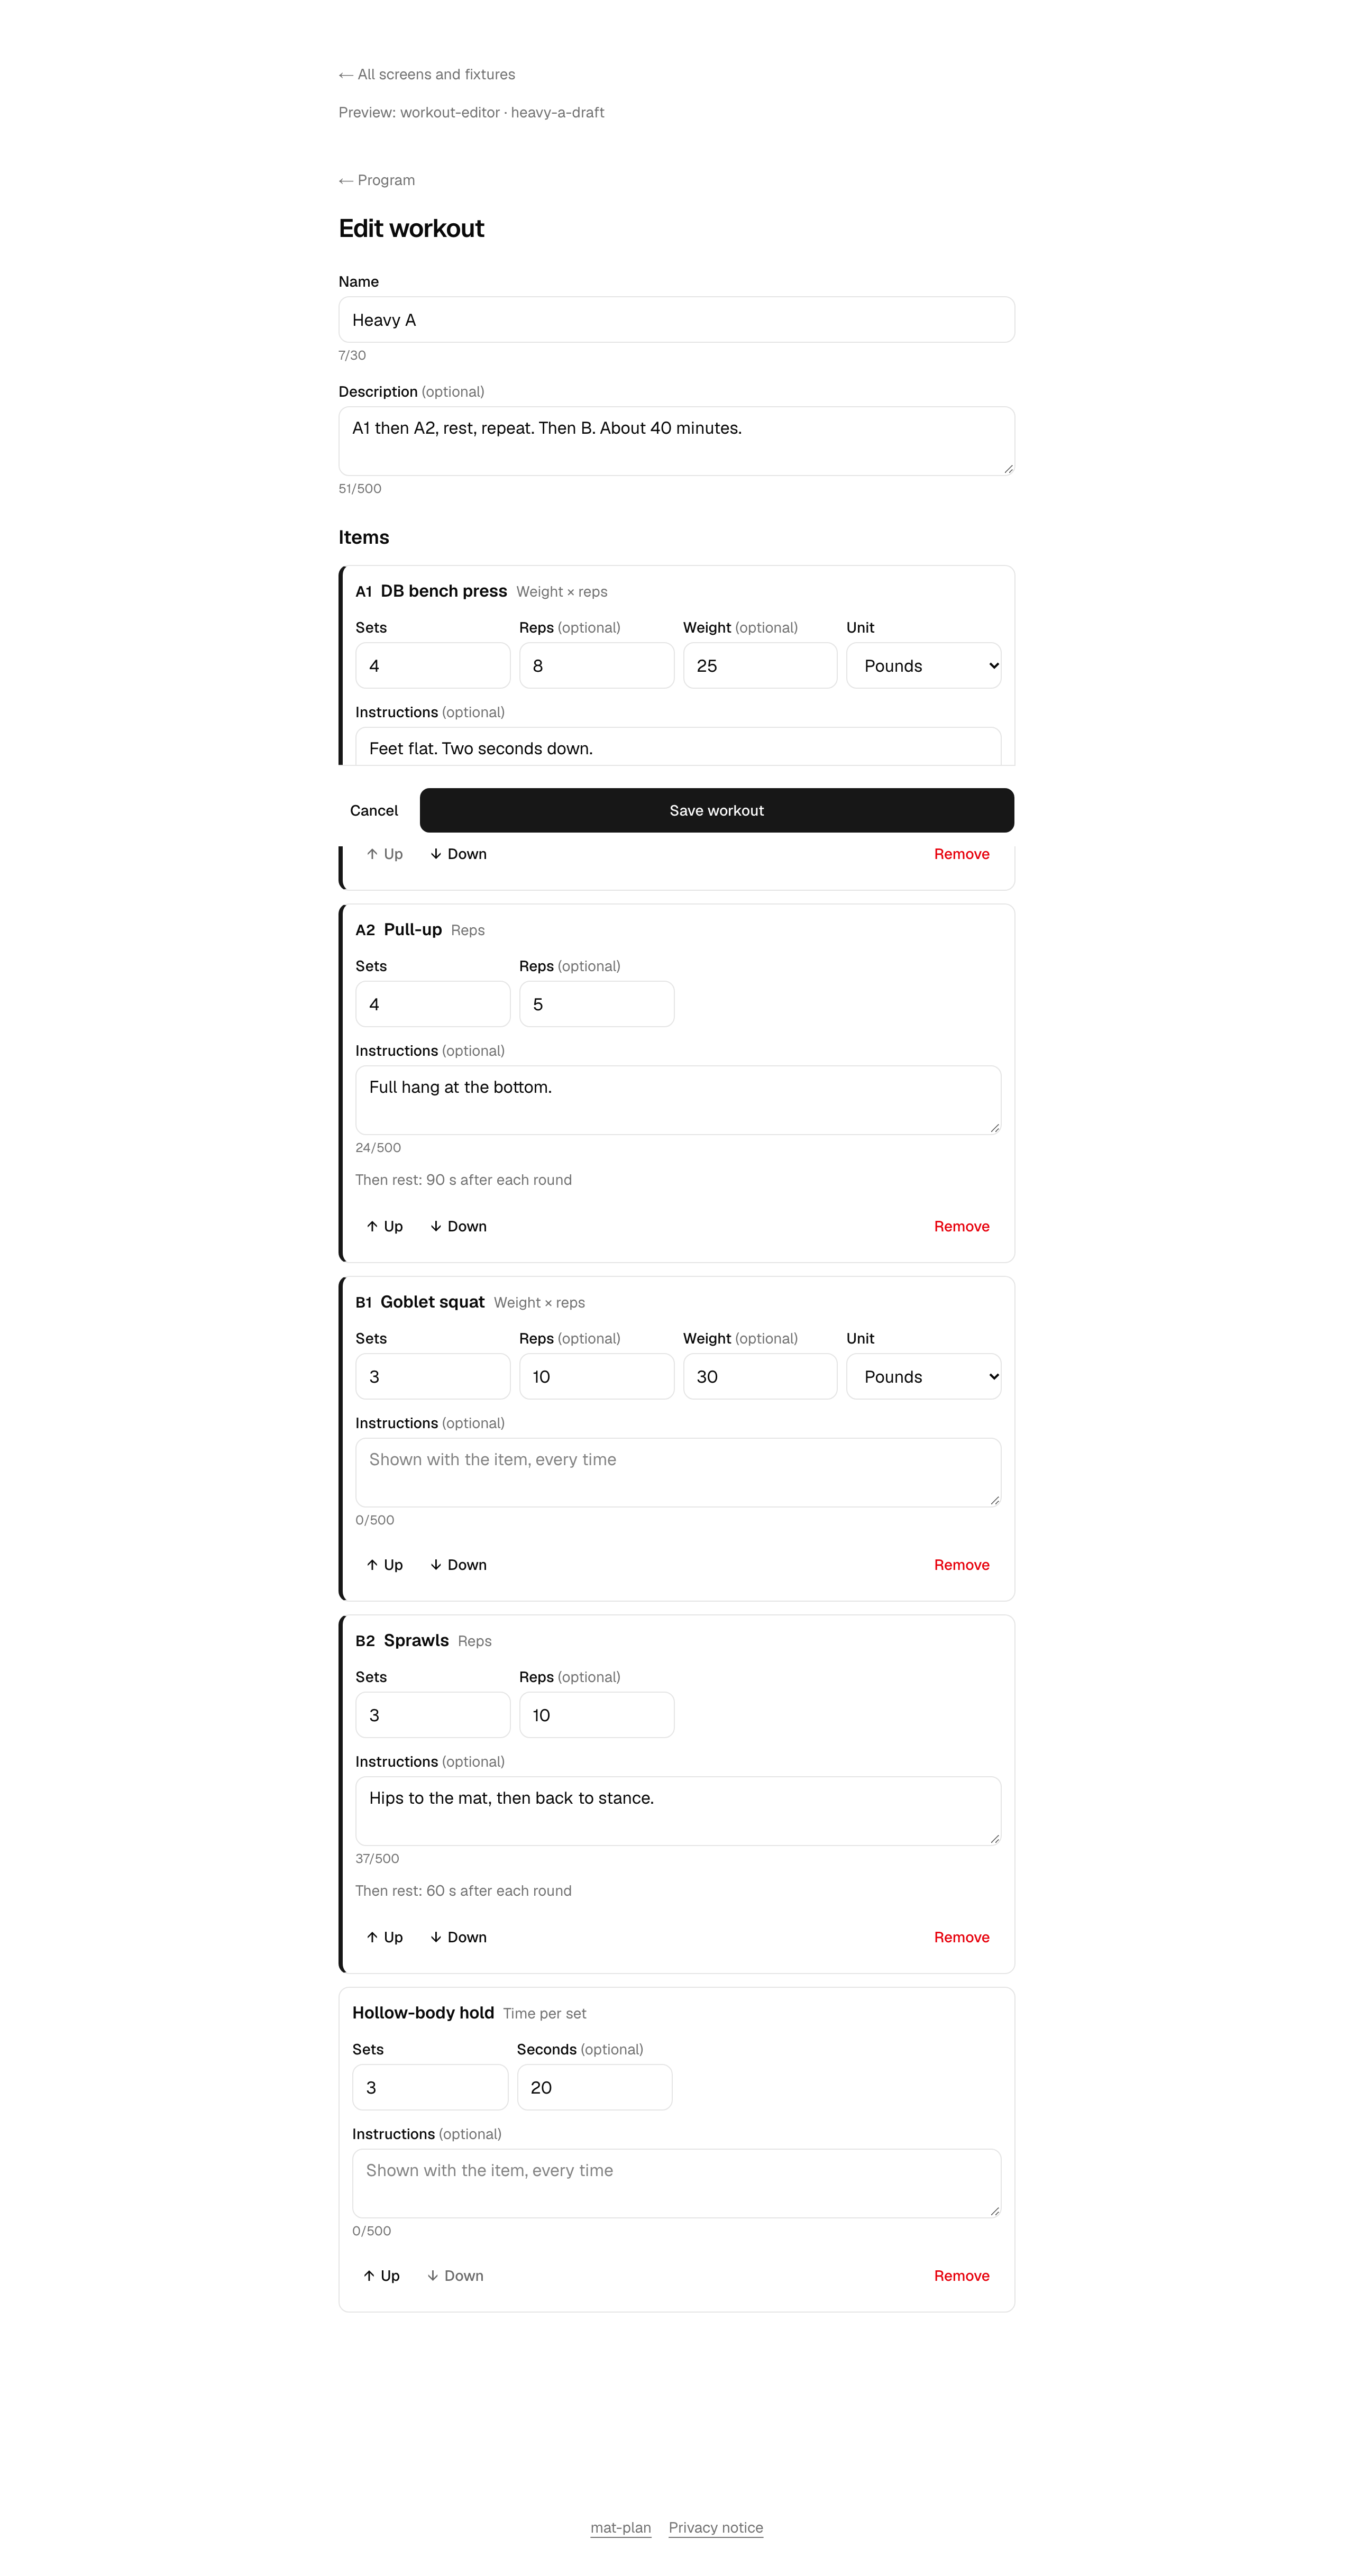 ← All screens and fixtures
Preview: workout-editor · heavy-a-draft
← Program
Edit workout
Name
Heavy A
7/30
Description (optional)
A1 then A2, rest, repeat. Then B. About 40 minutes.
51/500
Items
A1 DB bench press Weight × reps
Sets Reps (optional) Weight (optional) Unit
4 8 25 Pounds
Instructions (optional)
Feet flat. Two seconds down.
Cancel Save workout
↑ Up ↓ Down Remove
A2 Pull-up Reps
Sets Reps (optional)
4 5
Instructions (optional)
Full hang at the bottom.
24/500
Then rest: 90 s after each round
↑ Up ↓ Down Remove
B1 Goblet squat Weight × reps
Sets Reps (optional) Weight (optional) Unit
3 10 30 Pounds
Instructions (optional)
Shown with the item, every time
0/500
↑ Up ↓ Down Remove
B2 Sprawls Reps
Sets Reps (optional)
3 10
Instructions (optional)
Hips to the mat, then back to stance.
37/500
Then rest: 60 s after each round
↑ Up ↓ Down Remove
Hollow-body hold Time per set
Sets Seconds (optional)
3 20
Instructions (optional)
Shown with the item, every time
0/500
↑ Up ↓ Down Remove
mat-plan Privacy notice